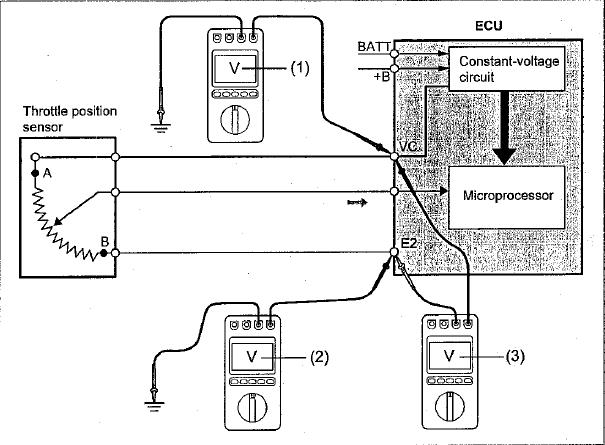 ECU
BATT
+B
Constant-voltage
circuit
V
(1)
Throttle position
sensor
VC
A
Microprocessor
B
E2
V
(2)
V
(3)